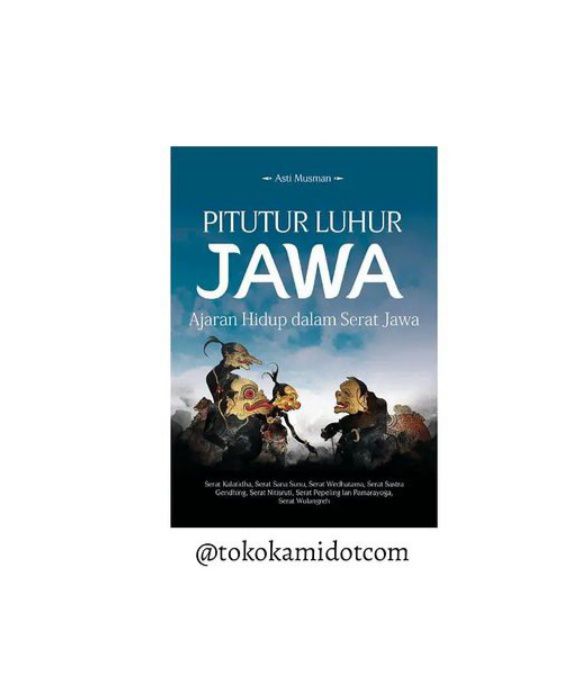 Asti Musman
PITUTUR LUHUR
JAWA
Ajaran Hidup dalam Serat Jawa
Serat Kalatidha, Serat Sana Sunu, Serat Wedhatama, Serat Sastra
Gendhing, Serat Nitisruti, Serat Pepeling lan Pamarayoga,
Serat Wulangreh
@tokokamidotcom